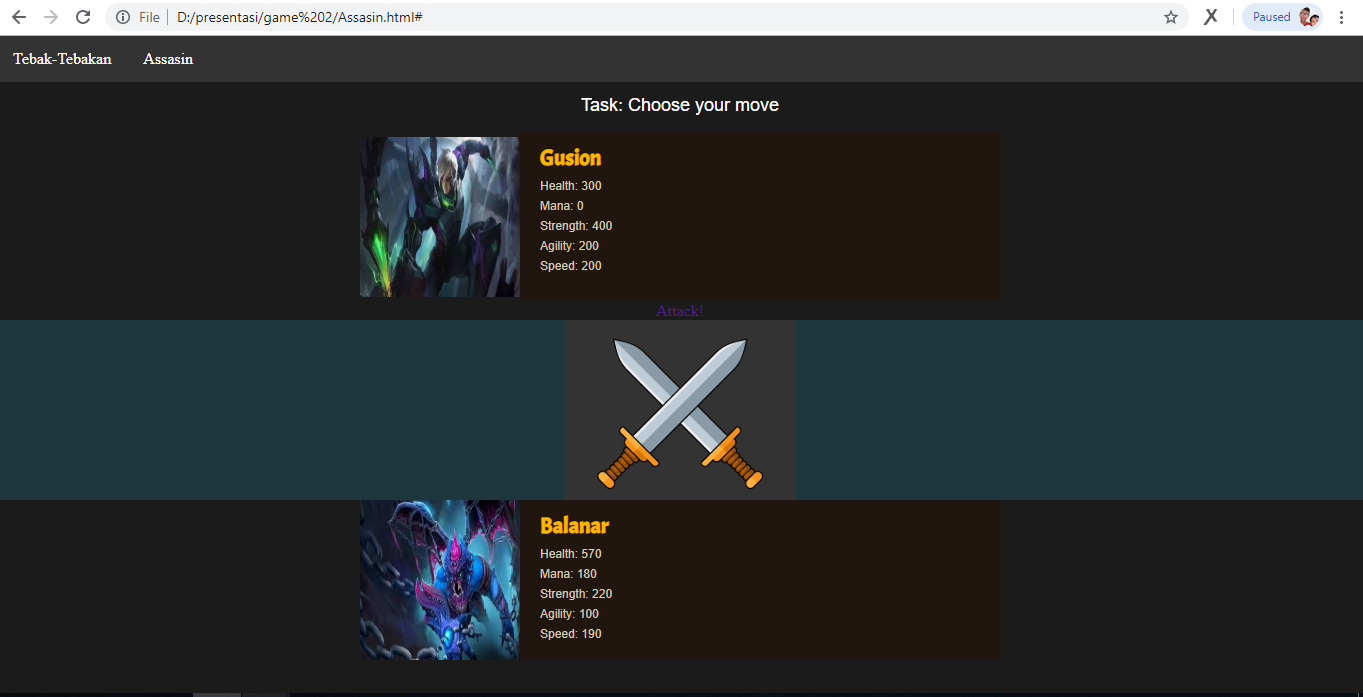 File D:/presentasi/game%202/Assasin.html# X Paused
Tebak-Tebakan Assasin
Task: Choose your move
Gusion
Health: 300
Mana: 0
Strength: 400
Agility: 200
Speed: 200
Attack!
Balanar
Health: 570
Mana: 180
Strength: 220
Agility: 100
Speed: 190